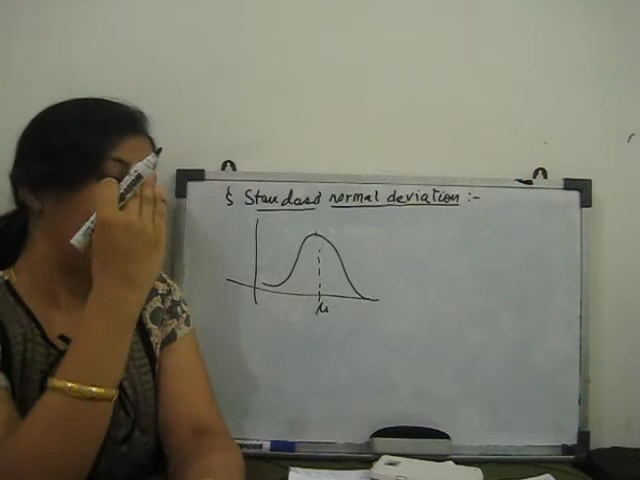 § Standard normal deviation :-
μ